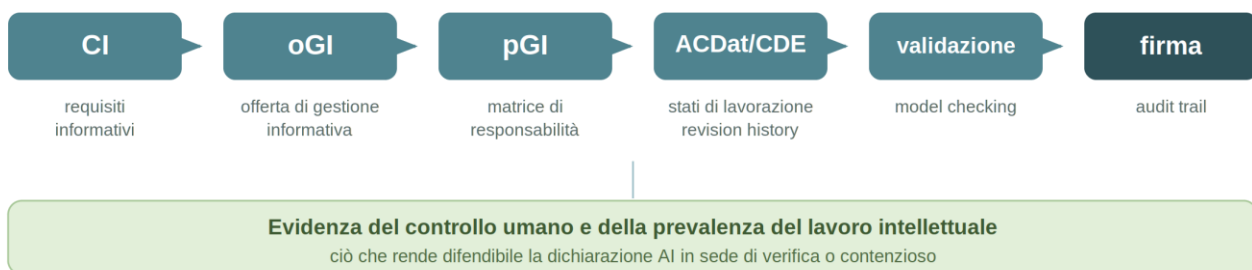 CI
oGI
pGI
ACDat/CDE
validazione
firma
requisiti
informativi
offerta di gestione
informativa
matrice di
responsabilità
stati di lavorazione
revision history
model checking
audit trail
Evidenza del controllo umano e della prevalenza del lavoro intellettuale
ciò che rende difendibile la dichiarazione AI in sede di verifica o contenzioso